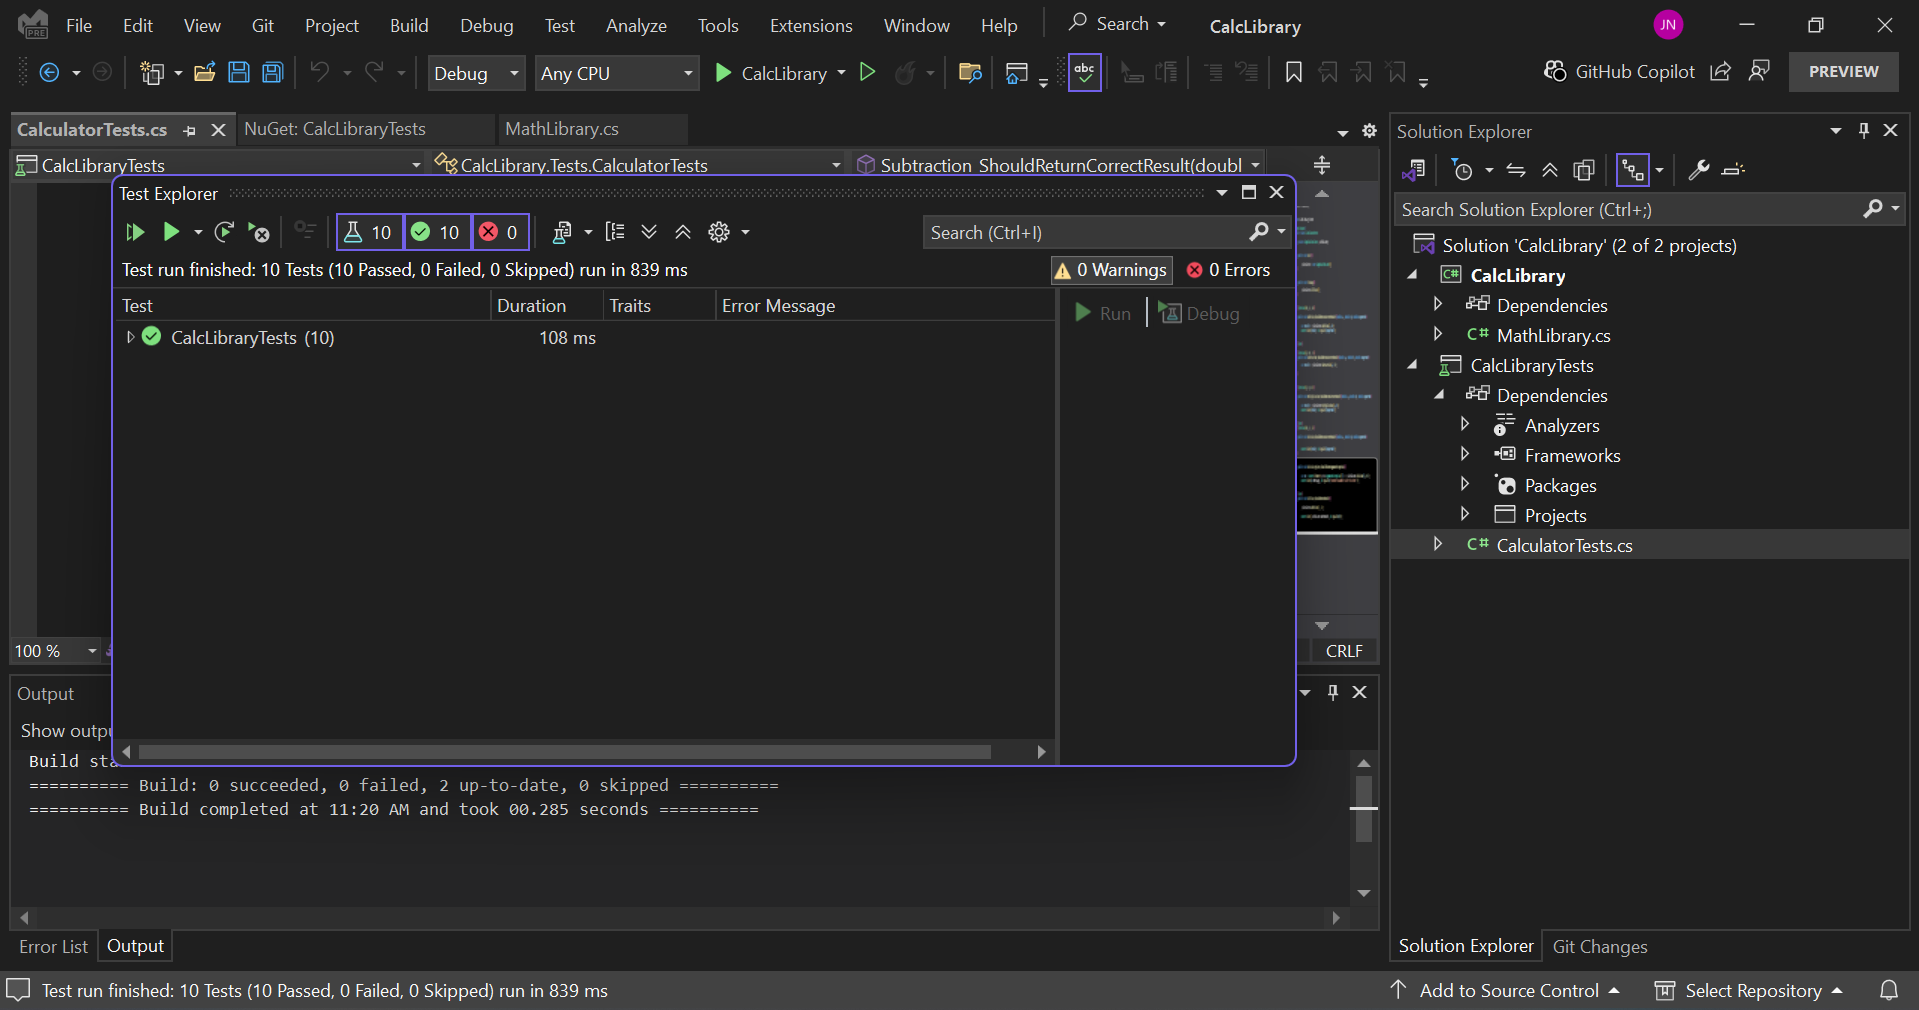 File Edit View Git Project Build Debug Test Analyze Tools Extensions Window Help Search CalcLibrary JN
PRE
Debug Any CPU CalcLibrary abc GitHub Copilot PREVIEW
CalculatorTests.cs NuGet: CalcLibraryTests MathLibrary.cs
CalcLibraryTests CalcLibrary.Tests.CalculatorTests Subtraction_ShouldReturnCorrectResult(doubl
Test Explorer
10 10 0 Search (Ctrl+I)
Test run finished: 10 Tests (10 Passed, 0 Failed, 0 Skipped) run in 839 ms 0 Warnings 0 Errors
Test Duration Traits Error Message
Run Debug
CalcLibraryTests (10) 108 ms
100 % CRLF
Output
Show outpu
Build sta
========== Build: 0 succeeded, 0 failed, 2 up-to-date, 0 skipped ==========
========== Build completed at 11:20 AM and took 00.285 seconds ==========
Error List Output
Solution Explorer
Search Solution Explorer (Ctrl+;)
Solution 'CalcLibrary' (2 of 2 projects)
C# CalcLibrary
Dependencies
C# MathLibrary.cs
CalcLibraryTests
Dependencies
Analyzers
Frameworks
Packages
Projects
C# CalculatorTests.cs
Solution Explorer Git Changes
Test run finished: 10 Tests (10 Passed, 0 Failed, 0 Skipped) run in 839 ms Add to Source Control Select Repository